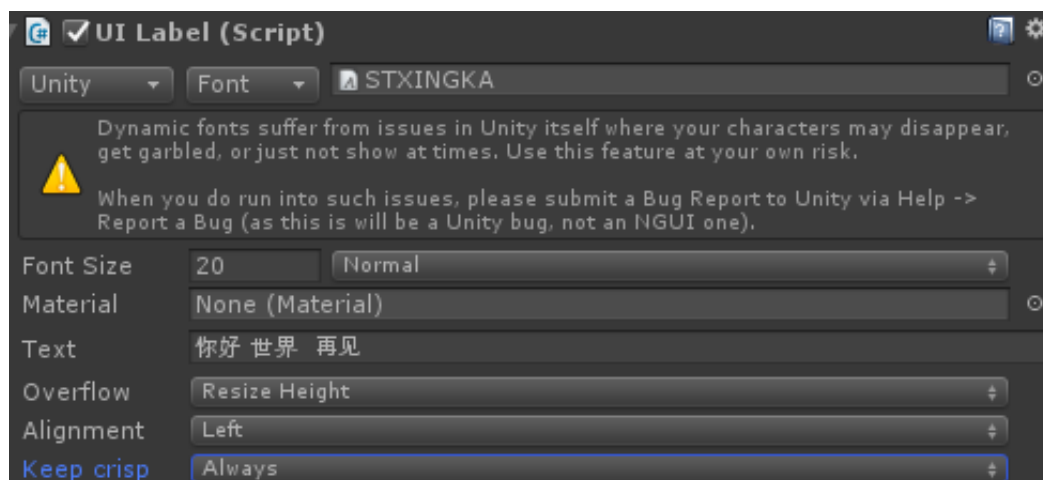 UI Label (Script)
Unity Font STXINGKA
Dynamic fonts suffer from issues in Unity itself where your characters may disappear,
get garbled, or just not show at times. Use this feature at your own risk.
When you do run into such issues, please submit a Bug Report to Unity via Help ->
Report a Bug (as this is will be a Unity bug, not an NGUI one).
Font Size 20 Normal
Material None (Material)
Text 你好 世界 再见
Overflow Resize Height
Alignment Left
Keep crisp Always